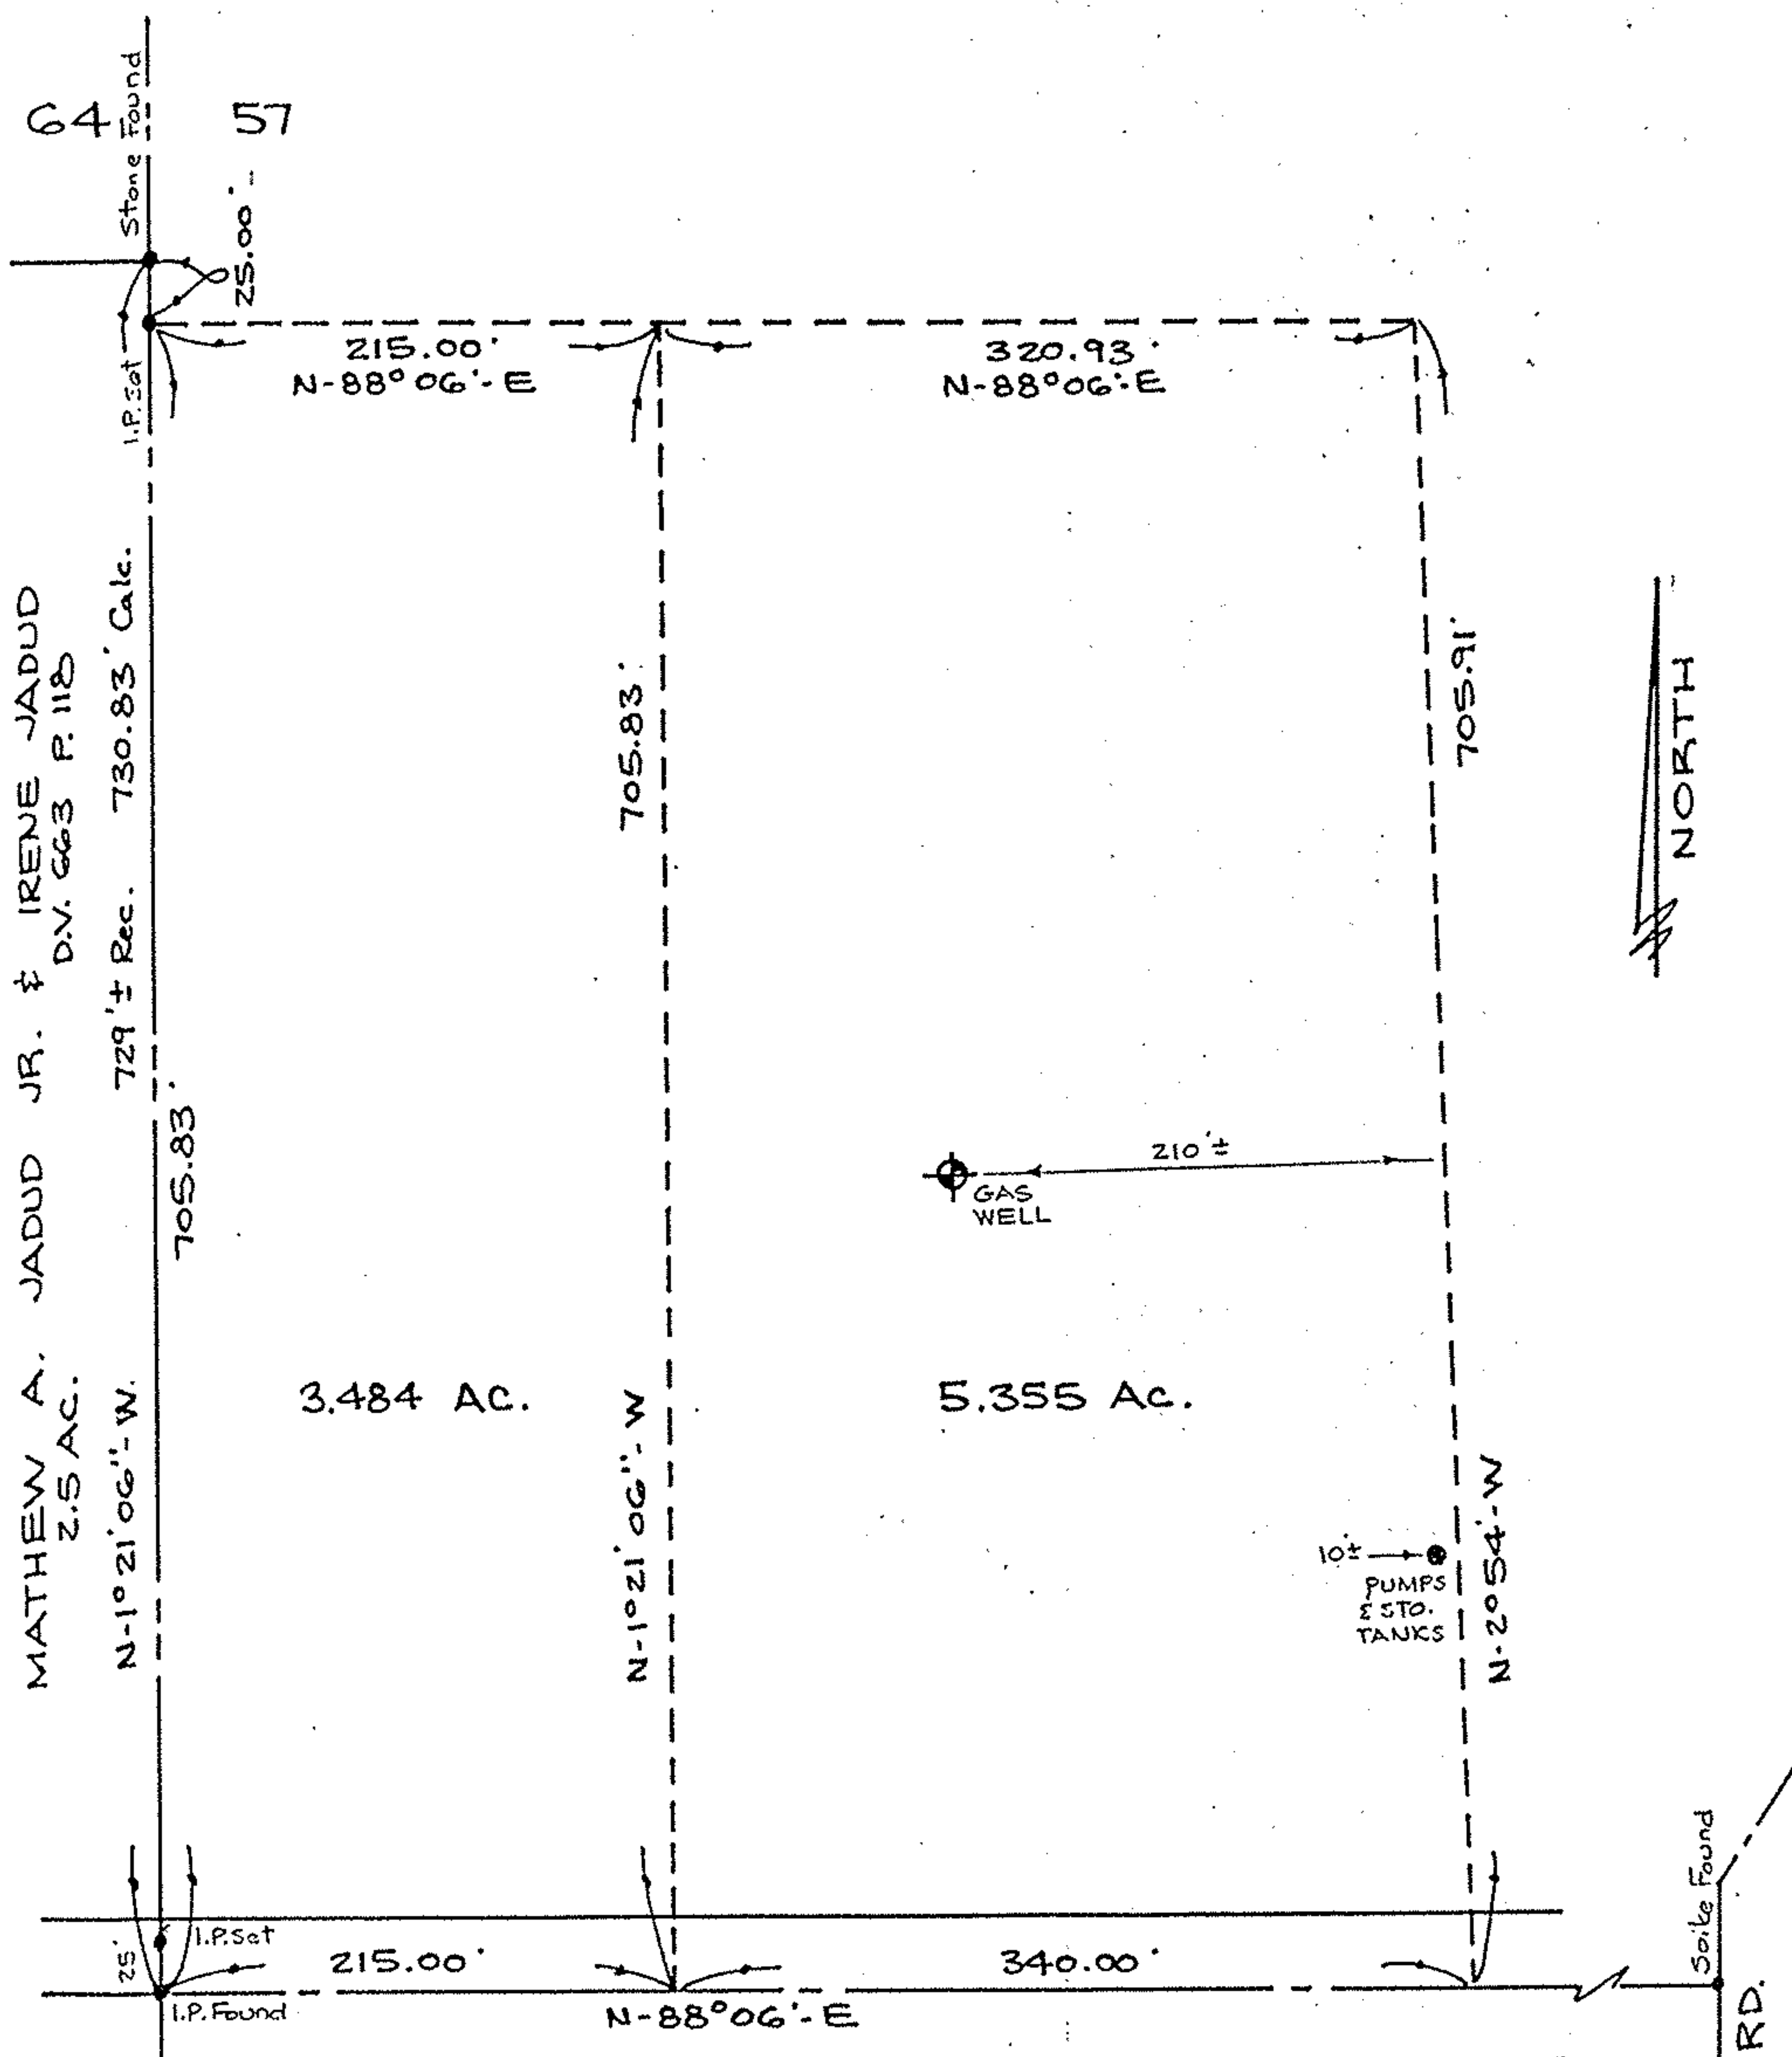 64 57
Stone Found
25.00'
I.P. Set
215.00'
N-88°06'-E
320.93'
N-88°06'-E
MATHEW A. JADUD JR. & IRENE JADUD
2.5 AC. D.V. 663 P. 118
N-1°21'06"-W. 729'± Rec. 730.83' Calc.
705.83'
705.83'
N-1°21'06"-W
705.91'
N-2°54'-W
NORTH
210'±
GAS
WELL
3.484 AC.
5.355 AC.
10'±
PUMPS
& STO.
TANKS
I.P. Set
25'
215.00'
340.00'
I.P. Found
N-88°06'-E
Spike Found
RD.